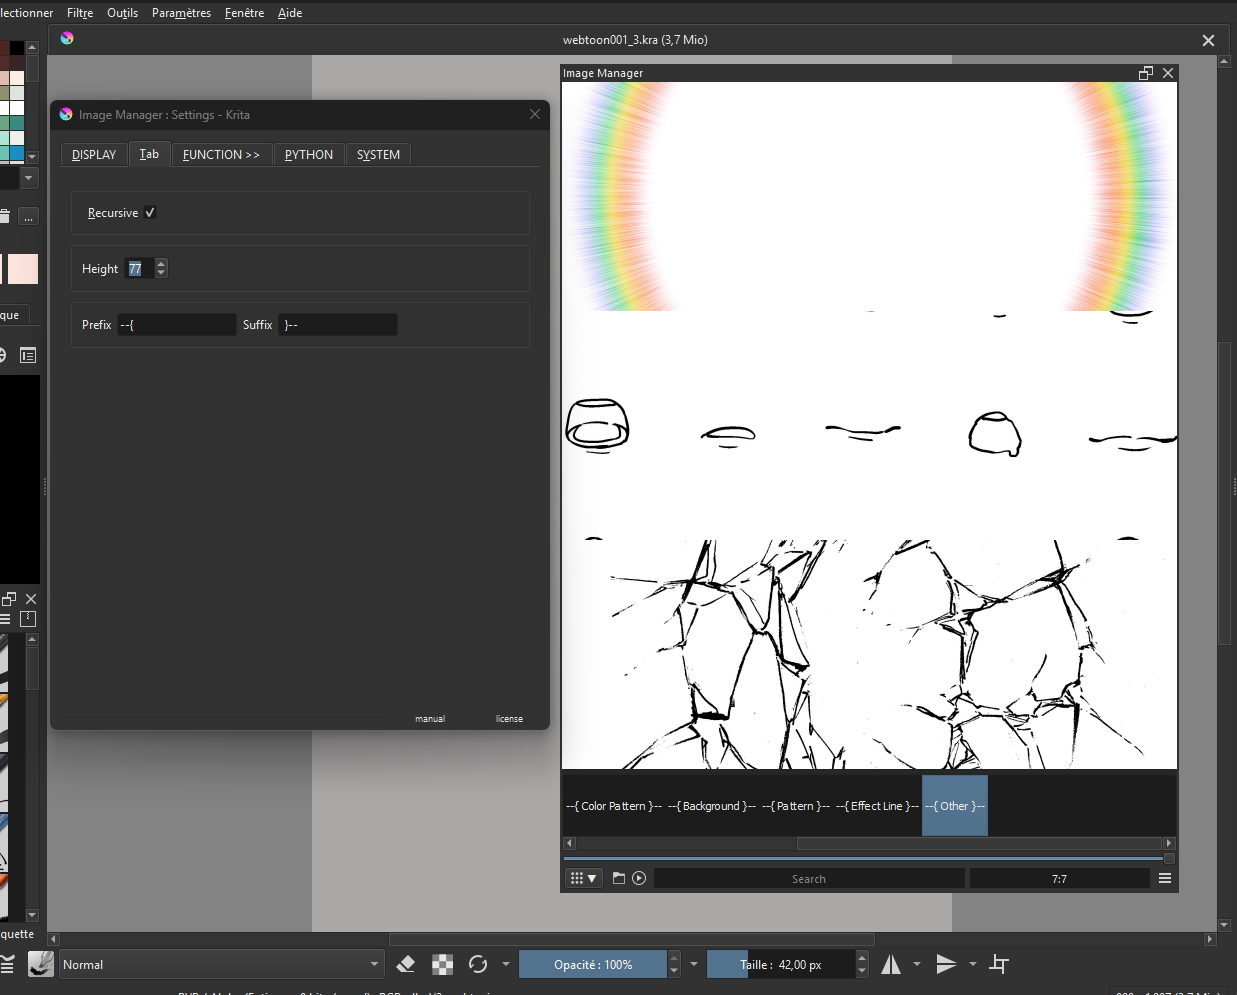 lectionner Filtre Outils Paramètres Fenêtre Aide
webtoon001_3.kra (3,7 Mio)
Image Manager
Image Manager : Settings - Krita
DISPLAY Tab FUNCTION >> PYTHON SYSTEM
Recursive
Height 77
Prefix --{ Suffix }--
...
que
manual license
--{ Color Pattern }-- --{ Background }-- --{ Pattern }-- --{ Effect Line }-- --{ Other }--
Search 7:7
quette
Normal Opacité : 100% Taille : 42,00 px